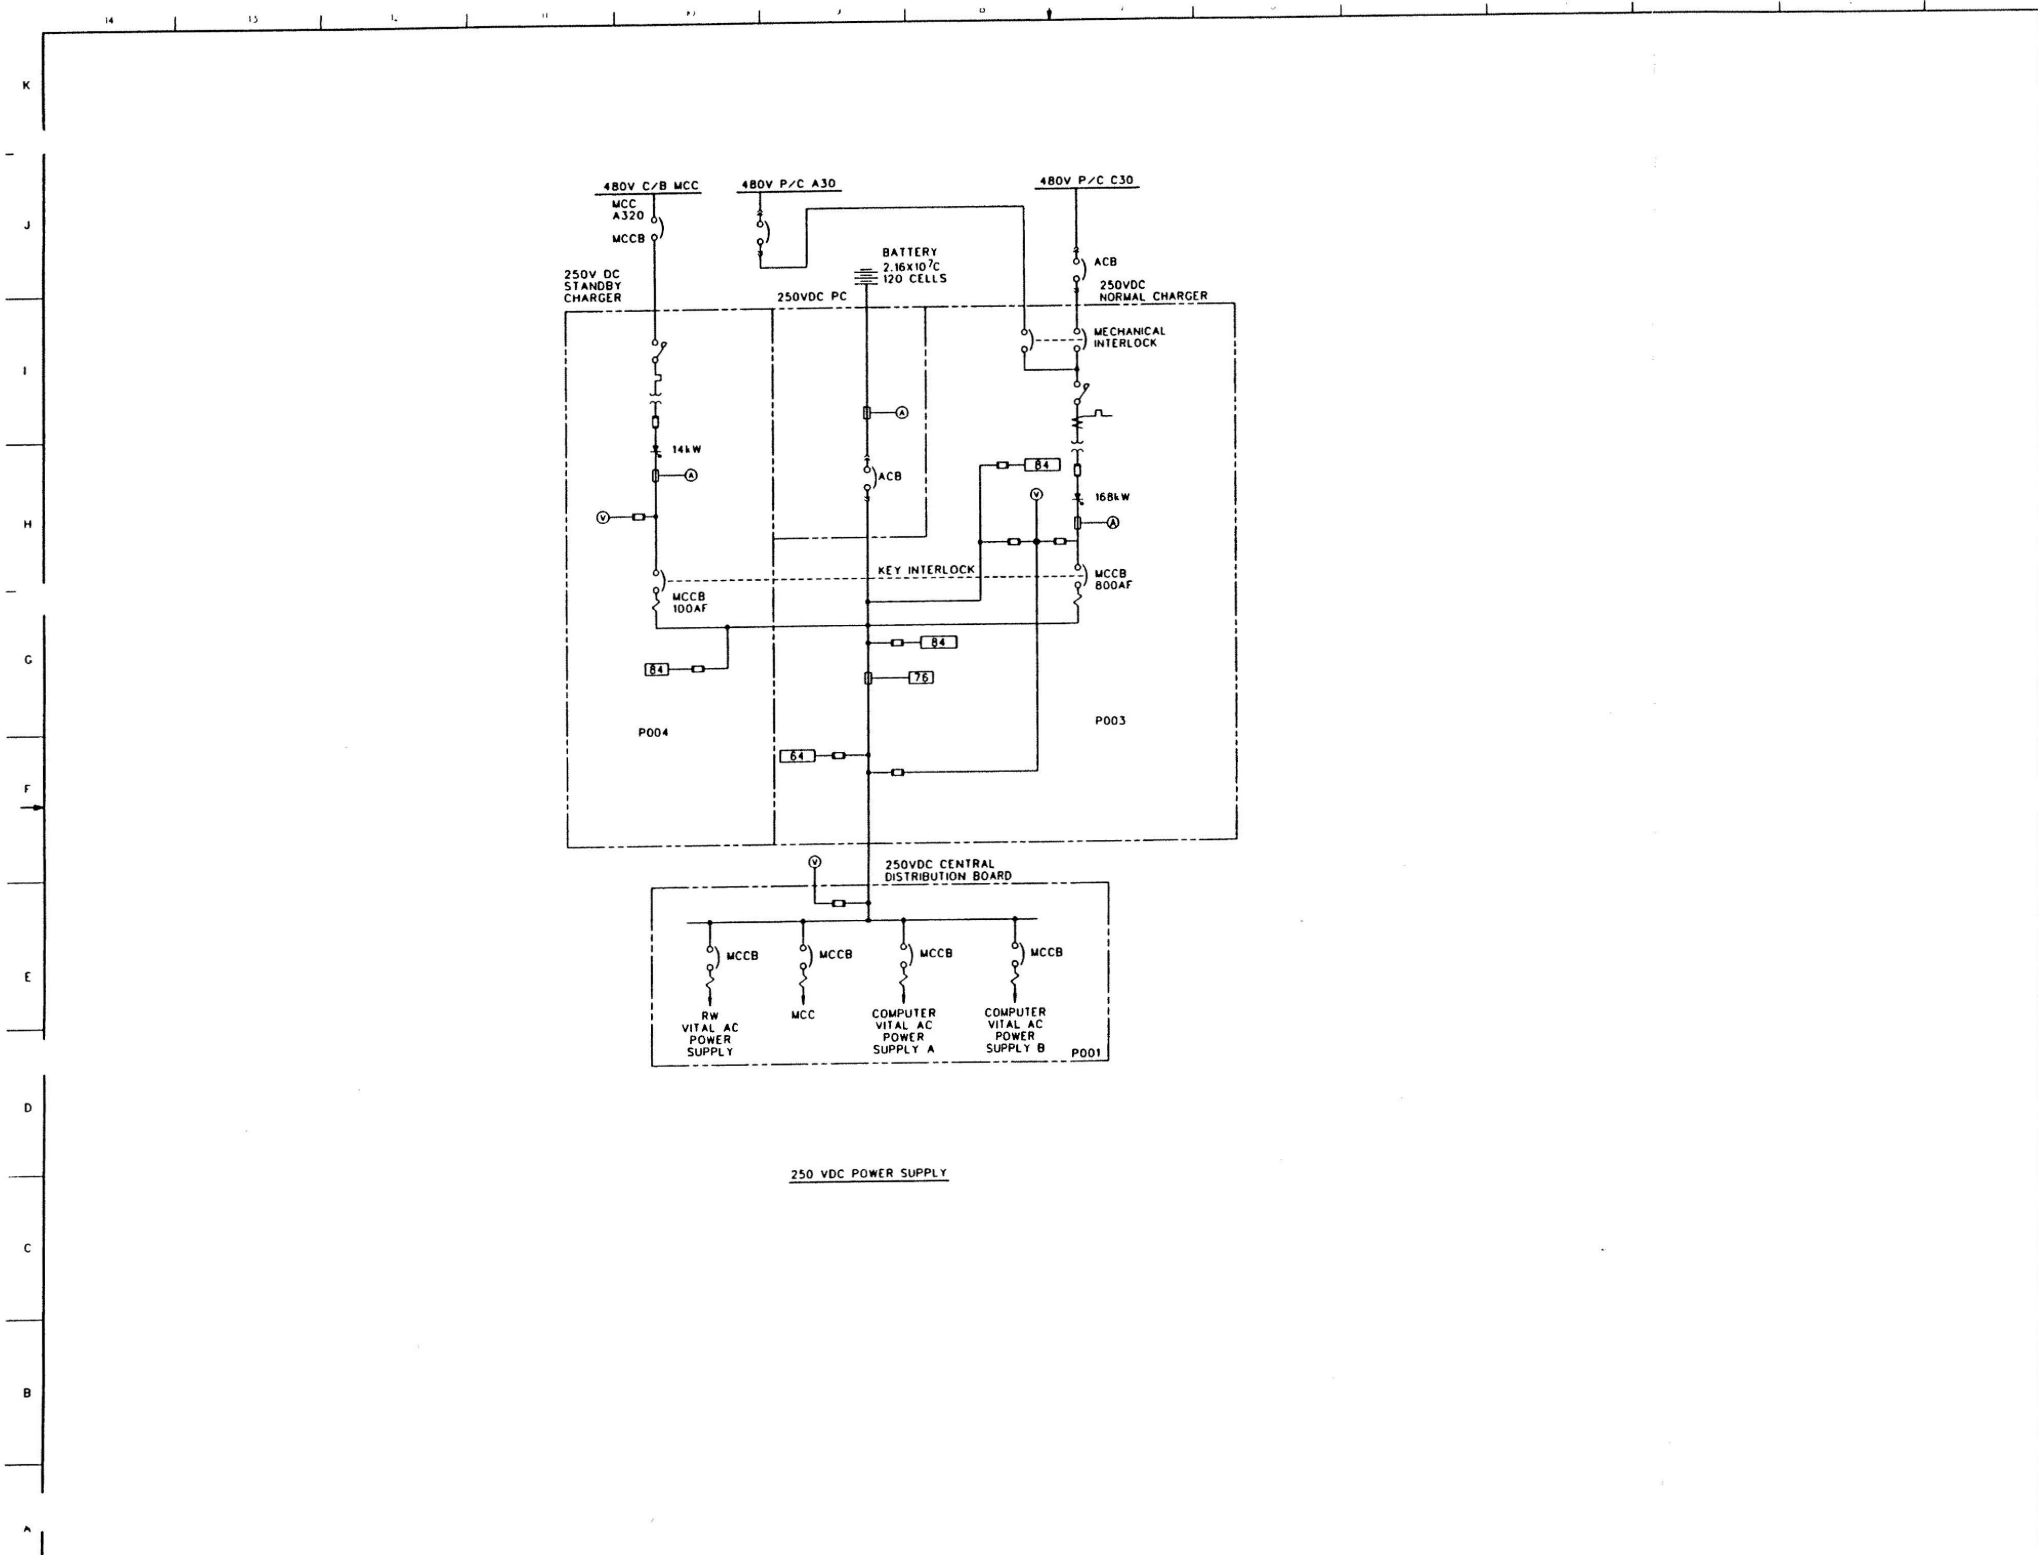 14
13
K
480V C/B MCC
480V P/C A30
480V P/C C30
MCC
A320
MCCB
J
BATTERY
2.16X10⁷C
120 CELLS
ACB
250V DC
STANDBY
CHARGER
250VDC PC
250VDC
NORMAL CHARGER
MECHANICAL
INTERLOCK
I
A
14kW
A
ACB
84
V
168kW
A
V
H
KEY INTERLOCK
MCCB
100AF
MCCB
800AF
84
G
84
76
P004
P003
64
F
V
250VDC CENTRAL
DISTRIBUTION BOARD
MCCB
MCCB
MCCB
MCCB
E
RW
VITAL AC
POWER
SUPPLY
MCC
COMPUTER
VITAL AC
POWER
SUPPLY A
COMPUTER
VITAL AC
POWER
SUPPLY B
P001
D
250 VDC POWER SUPPLY
C
B
A